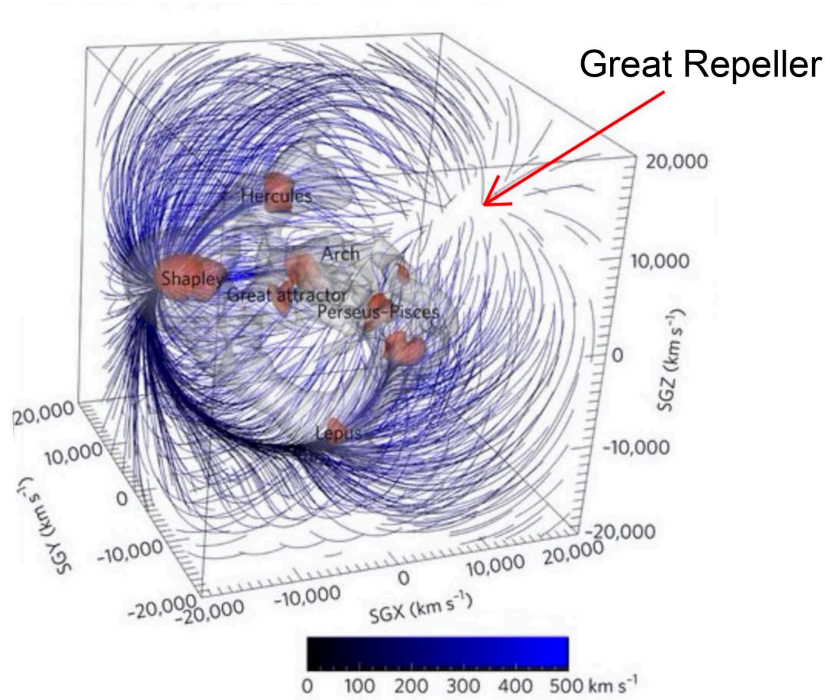 Great Repeller
20,000
Hercules
Arch
10,000
Shapley
Great attractor
Perseus-Pisces
0
SGZ (km s⁻¹)
Lepus
20,000
10,000
-10,000
0
SGY (km s⁻¹)
-10,000
-20,000
20,000
10,000
0
-10,000
-20,000
-20,000
SGX (km s⁻¹)
0 100 200 300 400 500 km s⁻¹